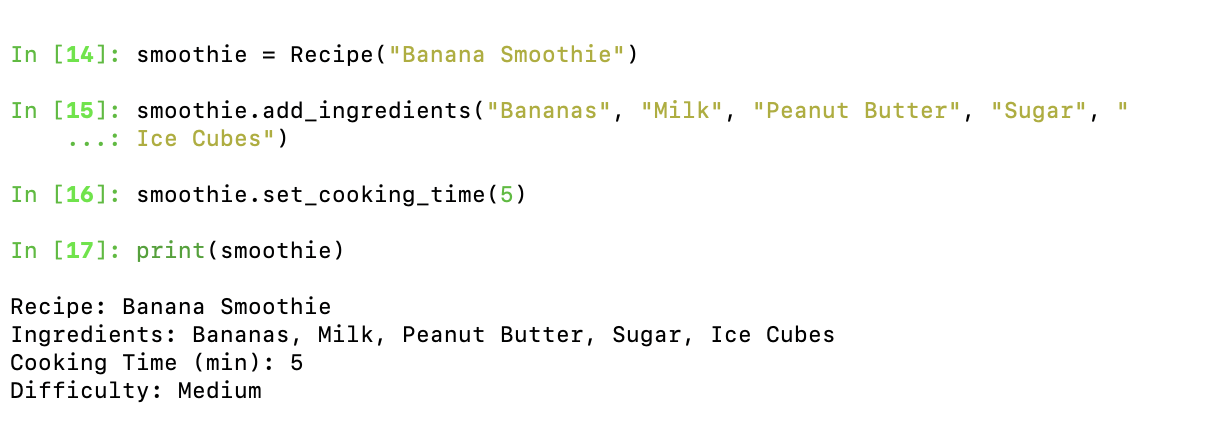 In [14]: smoothie = Recipe("Banana Smoothie")
In [15]: smoothie.add_ingredients("Bananas", "Milk", "Peanut Butter", "Sugar", "
...: Ice Cubes")
In [16]: smoothie.set_cooking_time(5)
In [17]: print(smoothie)
Recipe: Banana Smoothie
Ingredients: Bananas, Milk, Peanut Butter, Sugar, Ice Cubes
Cooking Time (min): 5
Difficulty: Medium